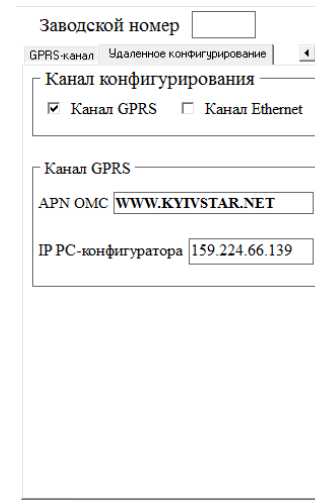 Заводской номер
GPRS-канал Удаленное конфигурирование
Канал конфигурирования
Канал GPRS Канал Ethernet
Канал GPRS
APN ОМС WWW.KYIVSTAR.NET
IP PC-конфигуратора 159.224.66.139